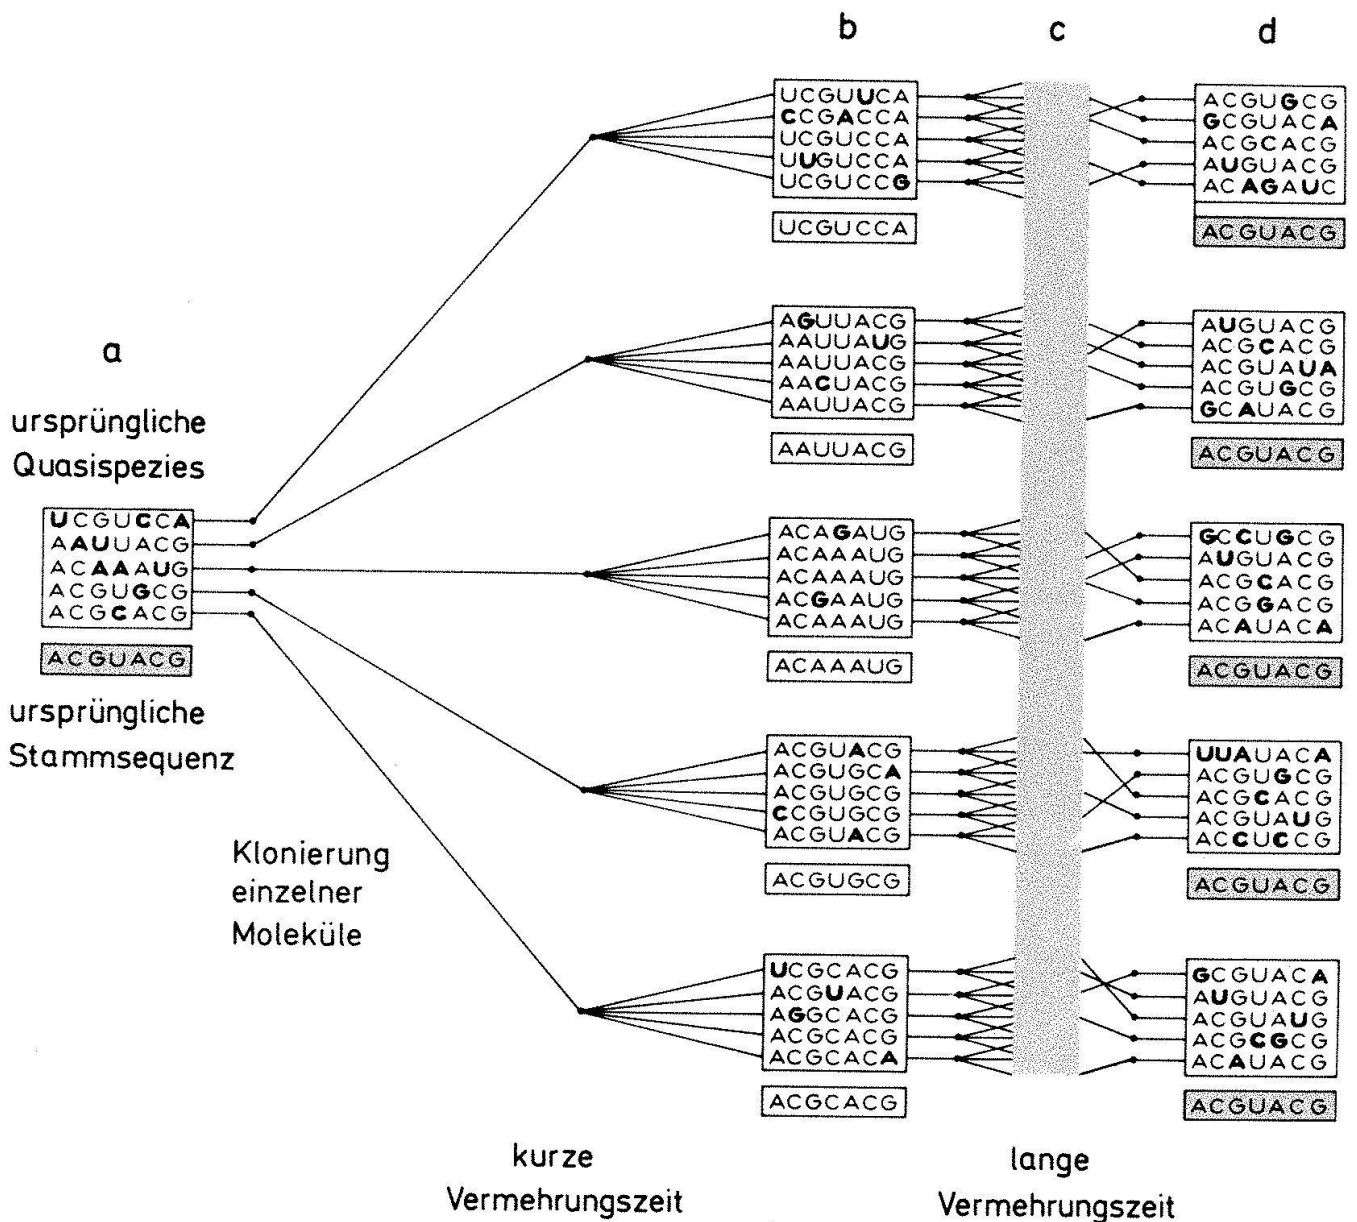 b
c
d
UCGUUCA
CCGACCA
UCGUCCA
UUGUCCA
UCGUCCG
UCGUCCA
ACGUGCG
GCGUACA
ACGCACG
AUGUACG
ACAGAUC
ACGUACG
a
ursprüngliche
Quasispezies
UCGUCCA
AAUUACG
ACAAAUG
ACGUGCG
ACGCACG
ACGUACG
ursprüngliche
Stammsequenz
Klonierung
einzelner
Moleküle
AGUUACG
AAUUAUG
AAUUACG
AACUACG
AAUUACG
AAUUACG
AUGUACG
ACGCACG
ACGUAUA
ACGUGCG
GCAUACG
ACGUACG
ACAGAUG
ACAAAUG
ACAAAUG
ACGAAUG
ACAAAUG
ACAAAUG
GCCUGCG
AUGUACG
ACGCACG
ACGGACG
ACAUACA
ACGUACG
ACGUACG
ACGUGCA
ACGUGCG
CCGUGCG
ACGUACG
ACGUGCG
UUAUACA
ACGUGCG
ACGCACG
ACGUAUG
ACCUCCG
ACGUACG
UCGCACG
ACGUACG
AGGCACG
ACGCACG
ACGCACA
ACGCACG
GCGUACA
AUGUACG
ACGUAUG
ACGCGCG
ACAUACG
ACGUACG
kurze
Vermehrungszeit
lange
Vermehrungszeit